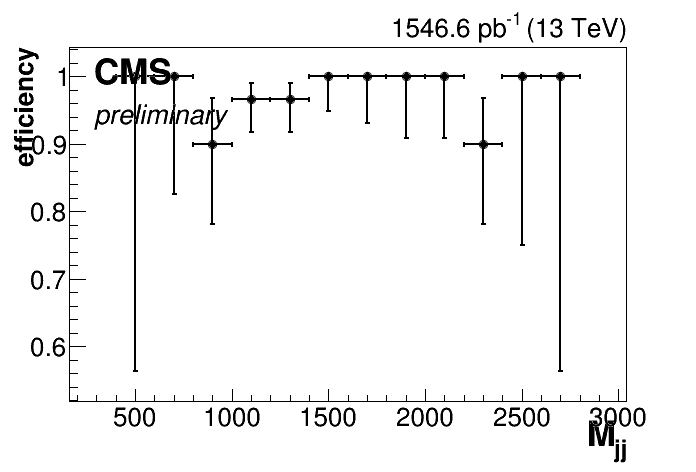 1546.6 pb⁻¹ (13 TeV)
efficiency
CMS
preliminary
1
0.9
0.8
0.7
0.6
500 1000 1500 2000 2500 3000
M_jj